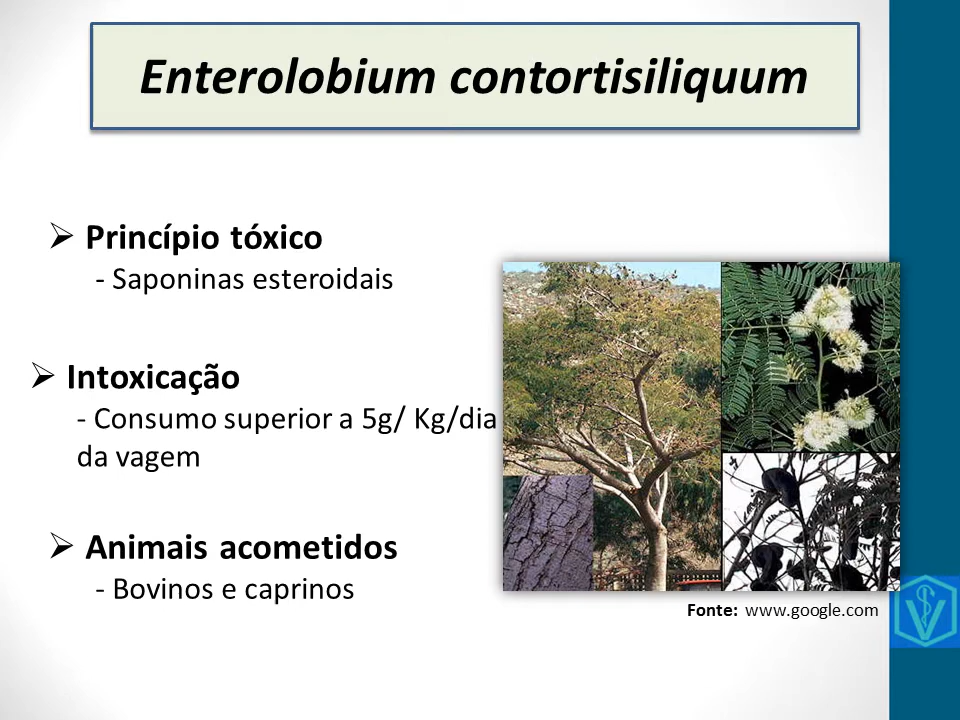 Enterolobium contortisiliquum
➢ Princípio tóxico
- Saponinas esteroidais
➢ Intoxicação
- Consumo superior a 5g/ Kg/dia
da vagem
➢ Animais acometidos
- Bovinos e caprinos
Fonte: www.google.com
V